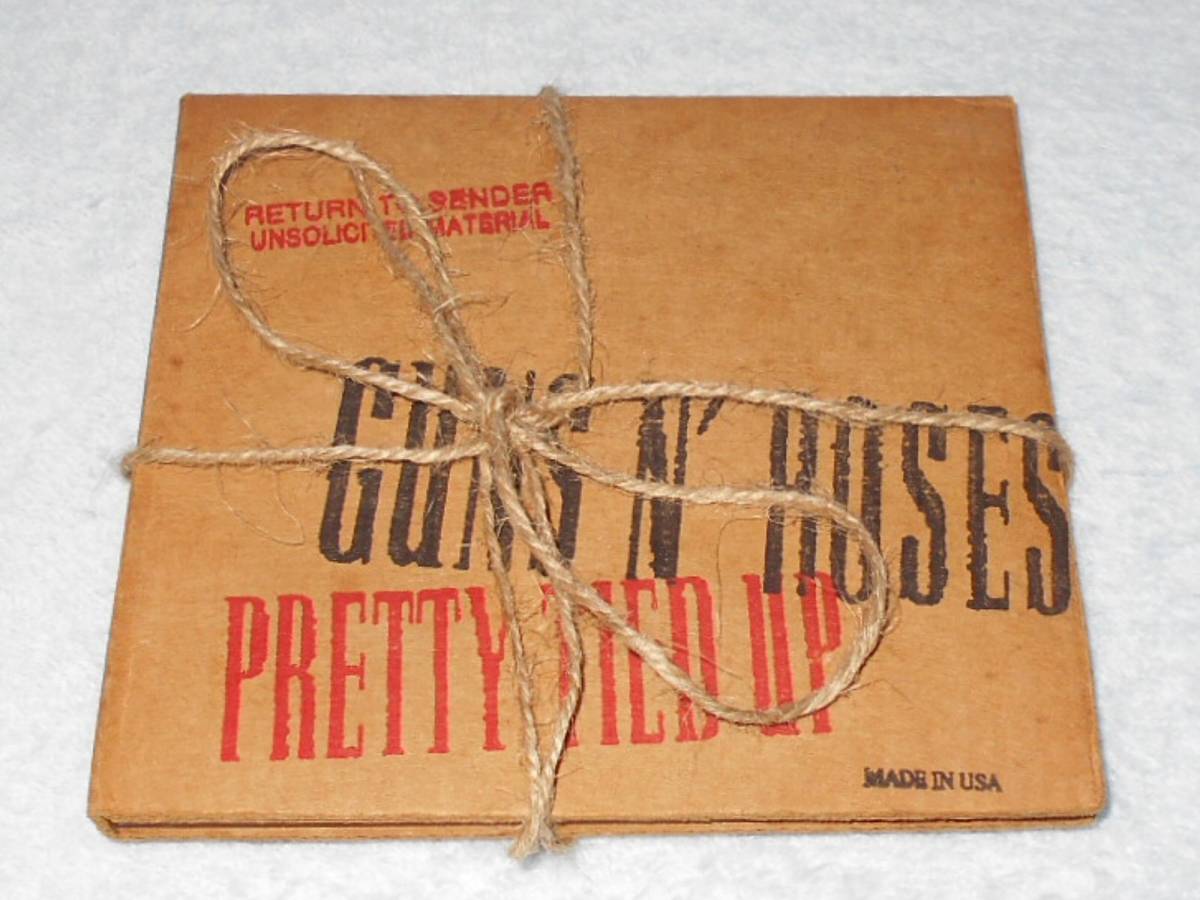 RETURN TO SENDER
UNSOLICITED MATERIAL
GUNS N' ROSES
PRETTY TIED UP
MADE IN USA